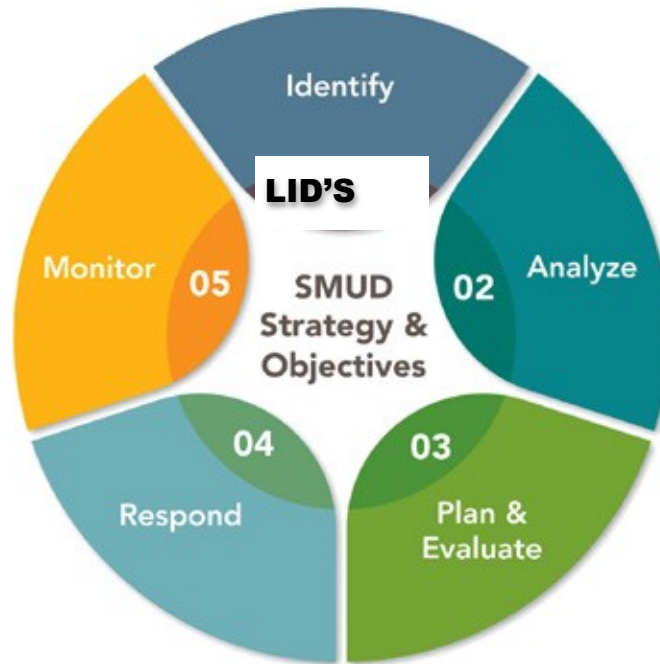 Identify
LID'S
Monitor
05
SMUD
Strategy &
Objectives
02
Analyze
04
03
Respond
Plan &
Evaluate